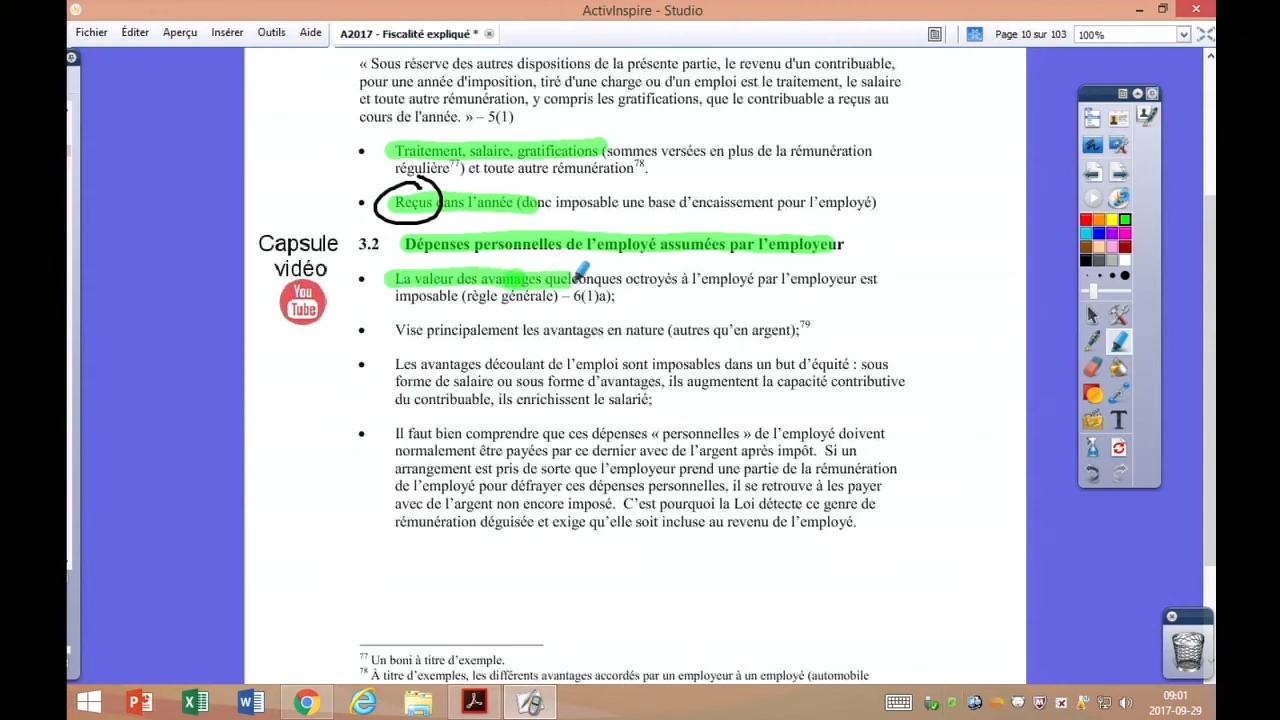 ActivInspire - Studio
Fichier Éditer Aperçu Insérer Outils Aide A2017 - Fiscalité expliqué * Page 10 sur 103 100%
« Sous réserve des autres dispositions de la présente partie, le revenu d'un contribuable,
pour une année d'imposition, tiré d'une charge ou d'un emploi est le traitement, le salaire
et toute autre rémunération, y compris les gratifications, que le contribuable a reçus au
cours de l'année. » – 5(1)
• Traitement, salaire, gratifications (sommes versées en plus de la rémunération
régulière77) et toute autre rémunération78.
• Reçus dans l'année (donc imposable une base d'encaissement pour l'employé)
Capsule
vidéo
You
Tube
3.2 Dépenses personnelles de l'employé assumées par l'employeur
• La valeur des avantages quelconques octroyés à l'employé par l'employeur est
imposable (règle générale) – 6(1)a);
• Vise principalement les avantages en nature (autres qu'en argent);79
• Les avantages découlant de l'emploi sont imposables dans un but d'équité : sous
forme de salaire ou sous forme d'avantages, ils augmentent la capacité contributive
du contribuable, ils enrichissent le salarié;
• Il faut bien comprendre que ces dépenses « personnelles » de l'employé doivent
normalement être payées par ce dernier avec de l'argent après impôt. Si un
arrangement est pris de sorte que l'employeur prend une partie de la rémunération
de l'employé pour défrayer ces dépenses personnelles, il se retrouve à les payer
avec de l'argent non encore imposé. C'est pourquoi la Loi détecte ce genre de
rémunération déguisée et exige qu'elle soit incluse au revenu de l'employé.
77 Un boni à titre d'exemple.
78 À titre d'exemples, les différents avantages accordés par un employeur à un employé (automobile
09:01
2017-09-29